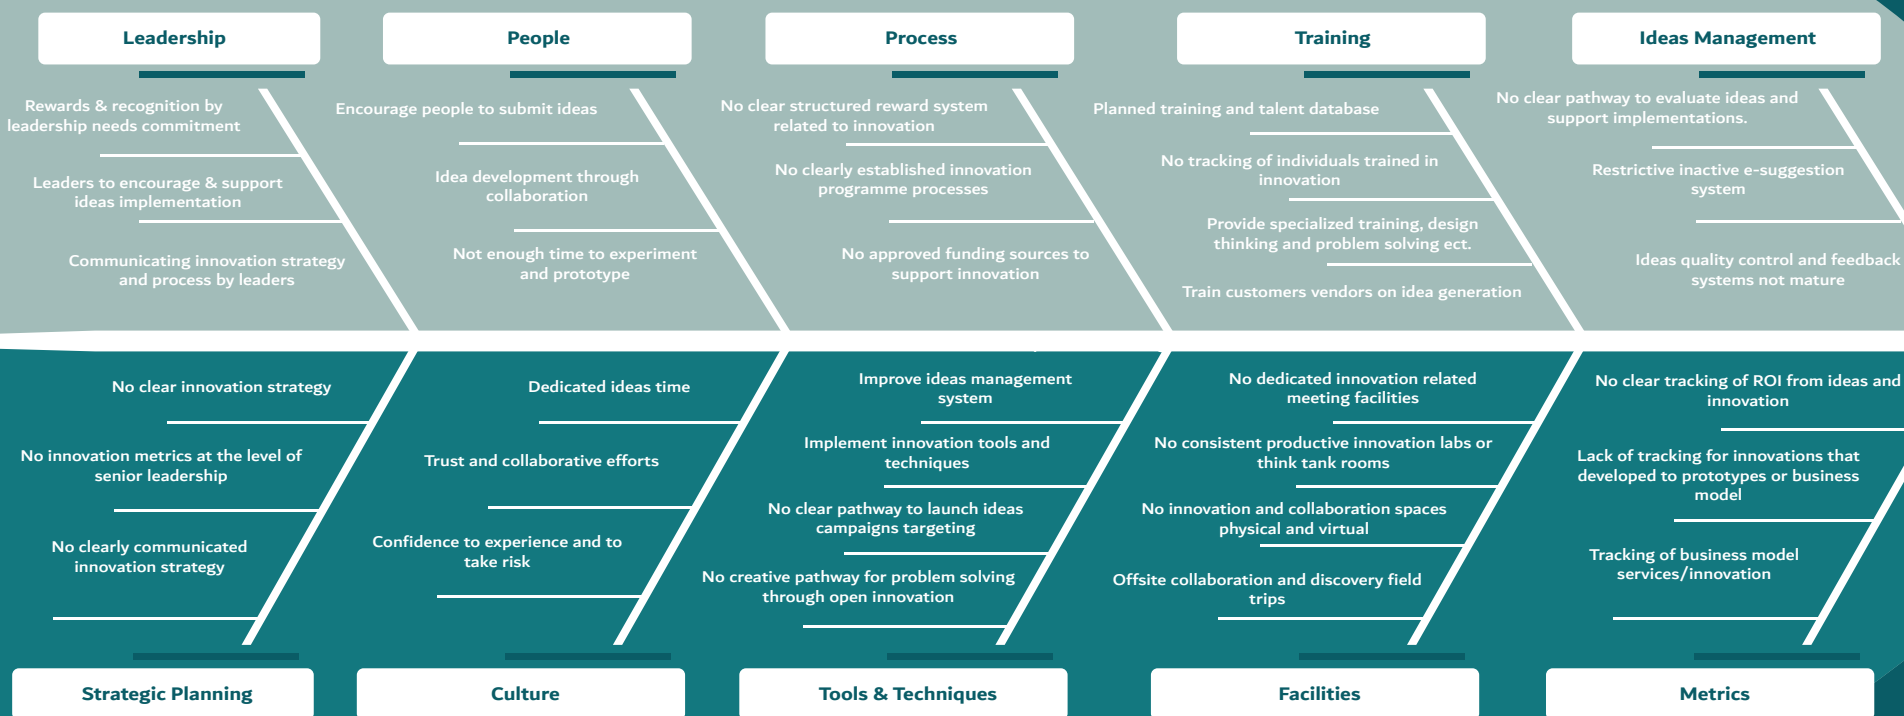 Leadership
People
Process
Training
Ideas Management
Rewards & recognition by
leadership needs commitment
Leaders to encourage & support
ideas implementation
Communicating innovation strategy
and process by leaders
Encourage people to submit ideas
Idea development through
collaboration
Not enough time to experiment
and prototype
No clear structured reward system
related to innovation
No clearly established innovation
programme processes
No approved funding sources to
support innovation
Planned training and talent database
No tracking of individuals trained in
innovation
Provide specialized training, design
thinking and problem solving ect.
Train customers vendors on idea generation
No clear pathway to evaluate ideas and
support implementations.
Restrictive inactive e-suggestion
system
Ideas quality control and feedback
systems not mature
No clear innovation strategy
No innovation metrics at the level of
senior leadership
No clearly communicated
innovation strategy
Dedicated ideas time
Trust and collaborative efforts
Confidence to experience and to
take risk
Improve ideas management
system
Implement innovation tools and
techniques
No clear pathway to launch ideas
campaigns targeting
No creative pathway for problem solving
through open innovation
No dedicated innovation related
meeting facilities
No consistent productive innovation labs or
think tank rooms
No innovation and collaboration spaces
physical and virtual
Offsite collaboration and discovery field
trips
No clear tracking of ROI from ideas and
innovation
Lack of tracking for innovations that
developed to prototypes or business
model
Tracking of business model
services/innovation
Strategic Planning
Culture
Tools & Techniques
Facilities
Metrics